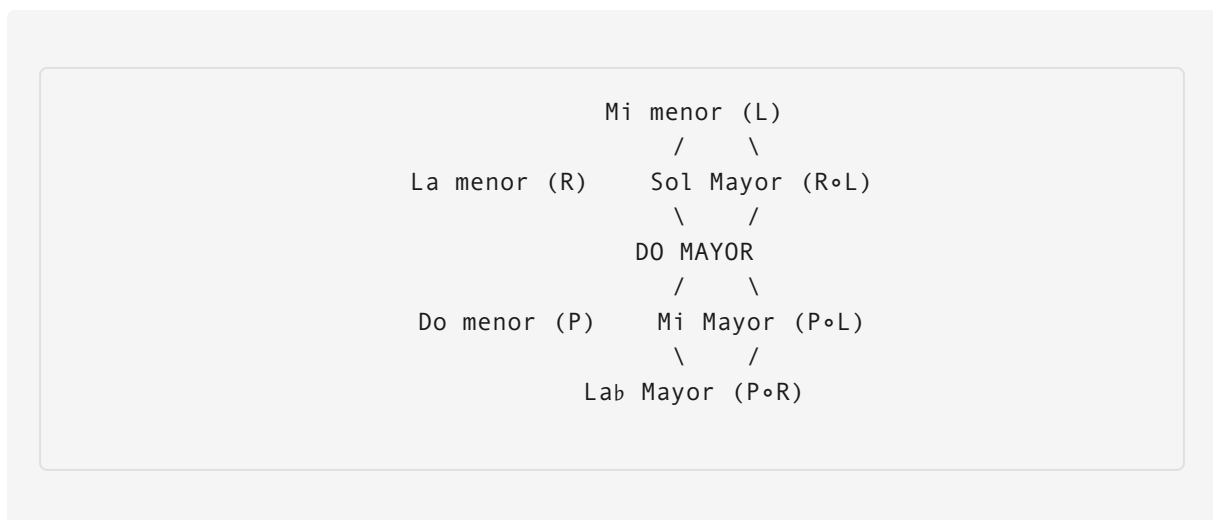 Mi menor (L)
/ \
La menor (R) Sol Mayor (R∘L)
\ /
DO MAYOR
/ \
Do menor (P) Mi Mayor (P∘L)
\ /
La♭ Mayor (P∘R)